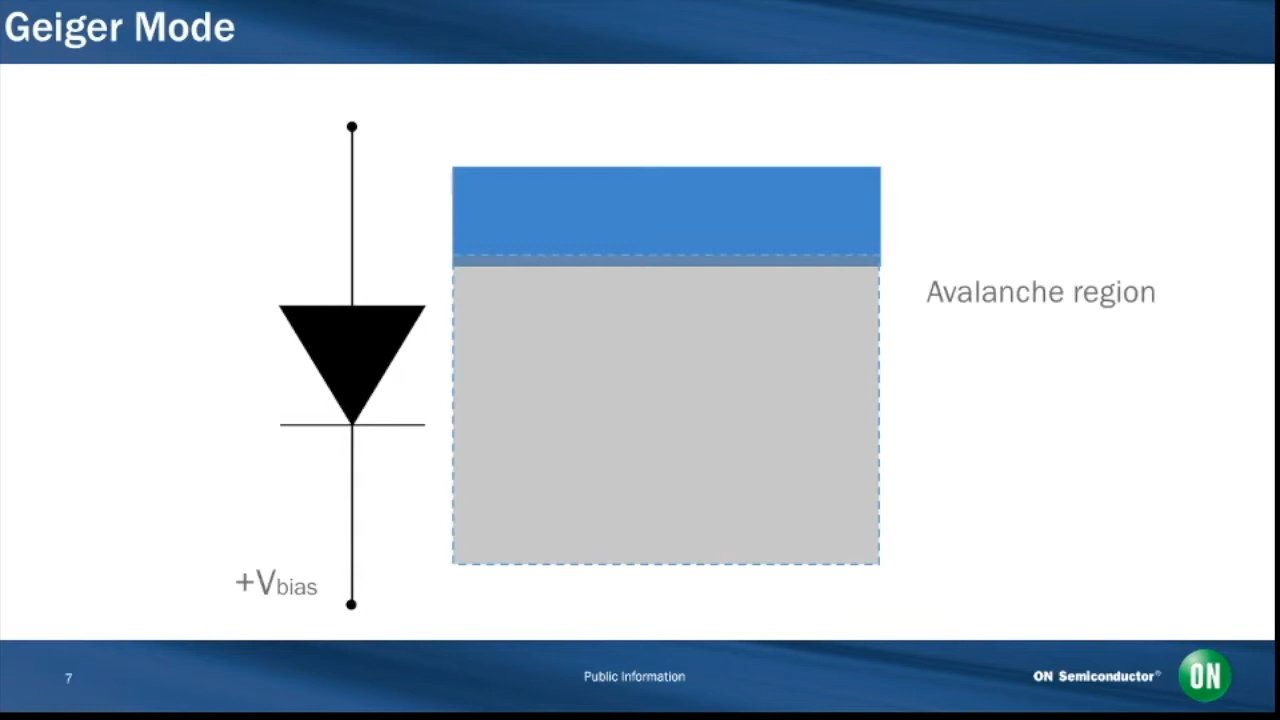 Geiger Mode
Avalanche region
+Vbias
7
Public Information
ON Semiconductor®
ON